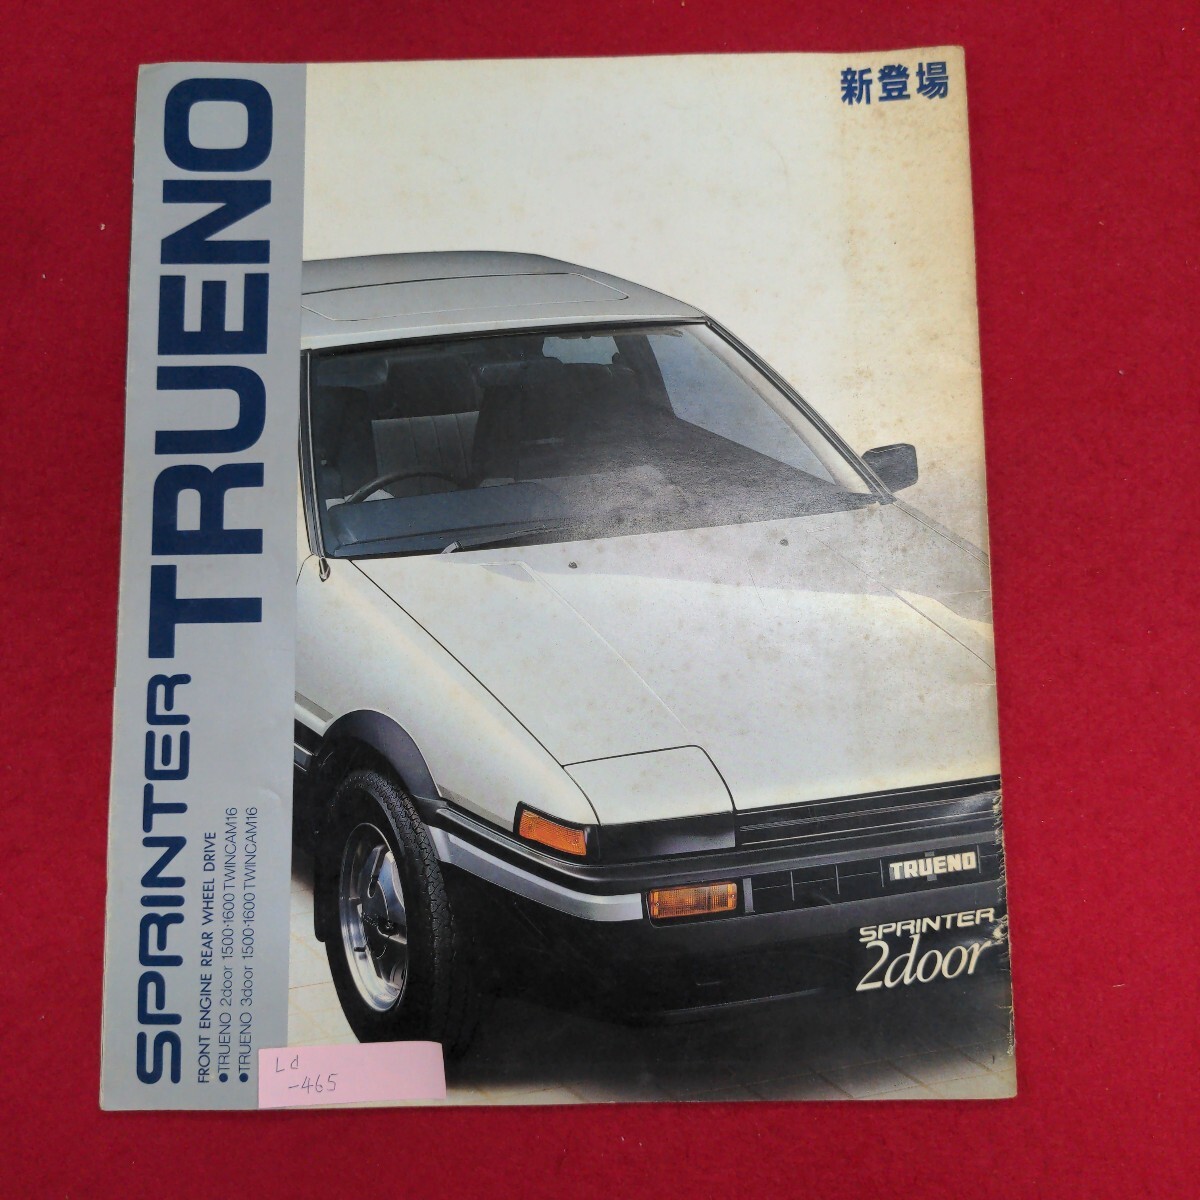 新登場
SPRINTER TRUENO
FRONT ENGINE REAR WHEEL DRIVE
●TRUENO 2door 1500·1600 TWINCAM16
●TRUENO 3door 1500·1600 TWINCAM16
TRUENO
SPRINTER
2door
Ld
-465